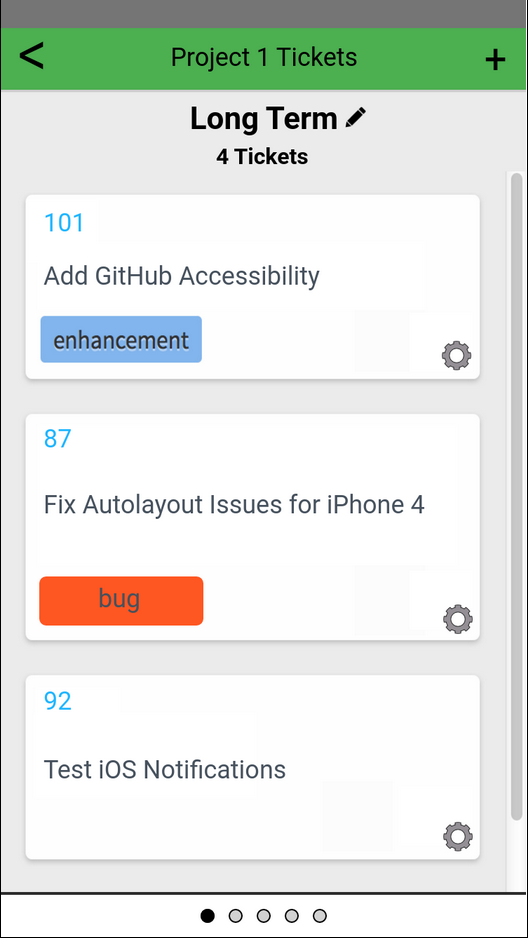 < Project 1 Tickets +
Long Term
4 Tickets
101
Add GitHub Accessibility
enhancement
87
Fix Autolayout Issues for iPhone 4
bug
92
Test iOS Notifications